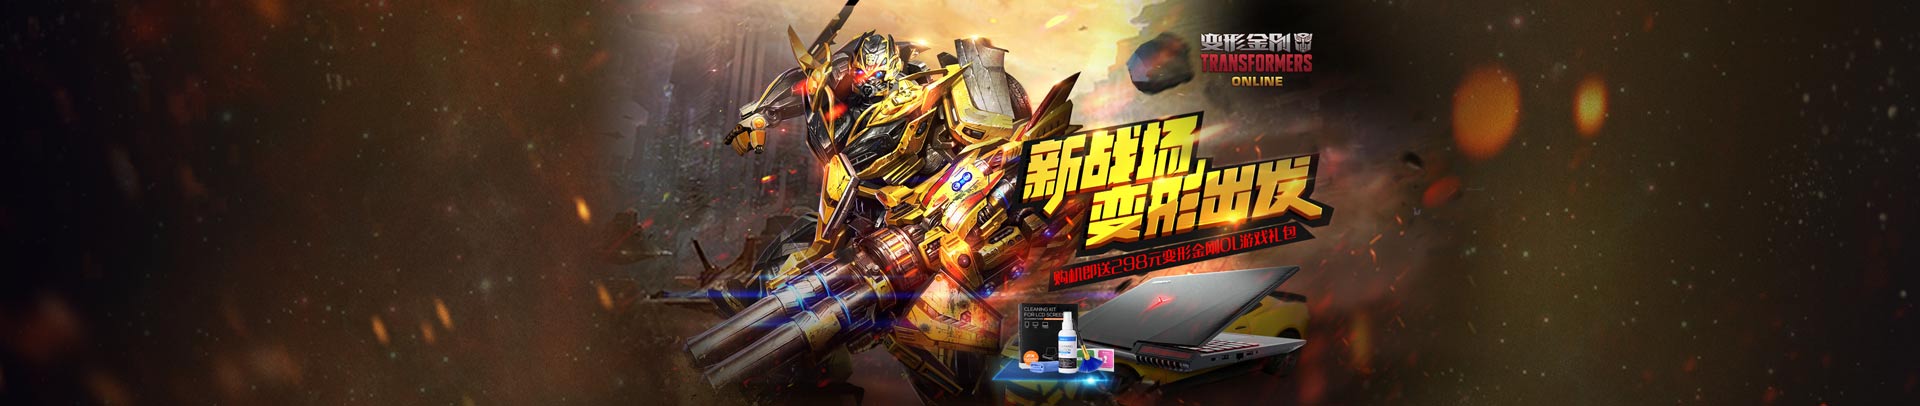 变形金刚
TRANSFORMERS
ONLINE
新战场
变形出发
购机即送298元变形金刚OL游戏礼包
CLEANING KIT
FOR LCD SCREEN